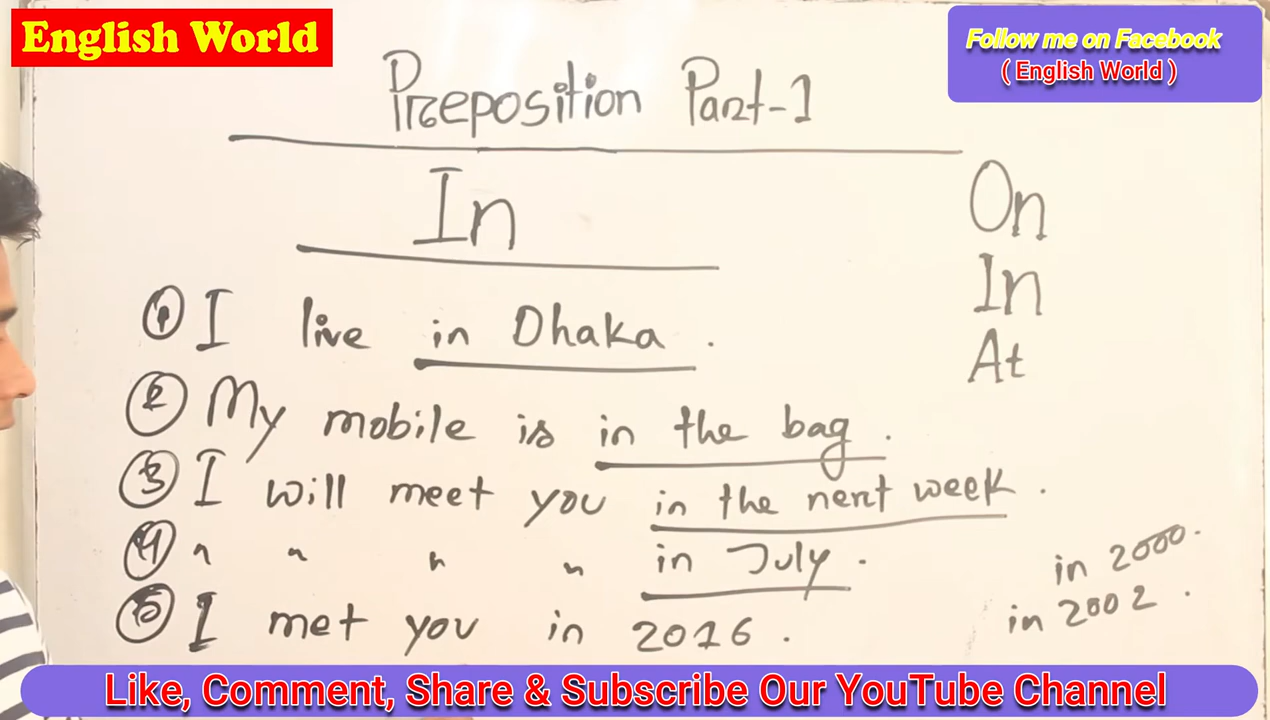 English World
Follow me on Facebook
( English World )
Preposition Part-1
In
On
In
At
① I live in Dhaka .
② My mobile is in the bag .
③ I will meet you in the next week .
④ " " " " in July .
⑤ I met you in 2016 .
in 2000.
in 2002 .
Like, Comment, Share & Subscribe Our YouTube Channel